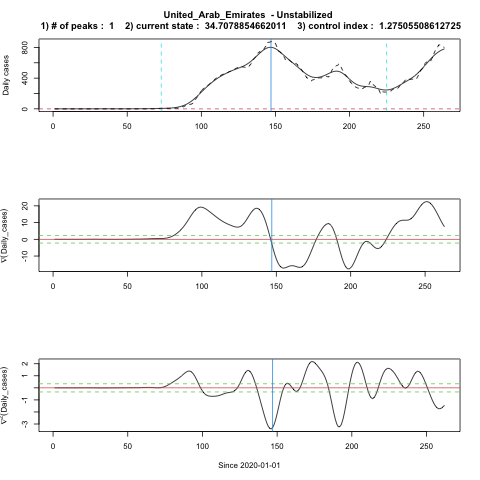 United_Arab_Emirates - Unstabilized
1) # of peaks : 1 2) current state : 34.7078854662011 3) control index : 1.27505508612725
Daily cases
0 400 800
0 50 100 150 200 250
∇(Daily_cases)
-10 0 10 20
0 50 100 150 200 250
∇²(Daily_cases)
-3 -1 1 2
0 50 100 150 200 250
Since 2020-01-01